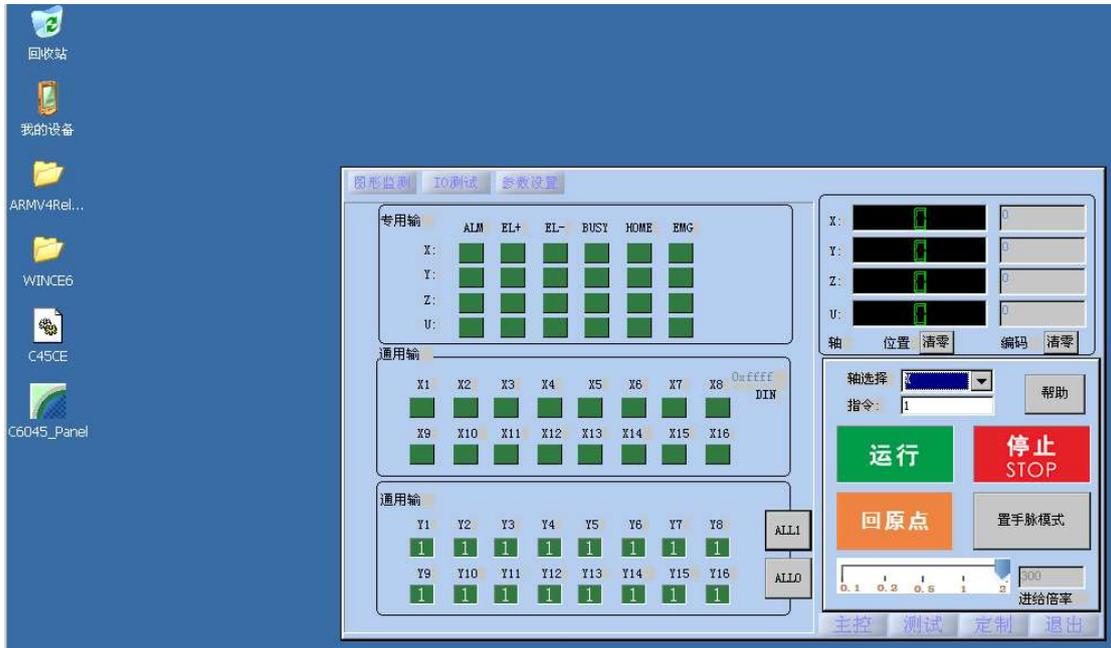 回收站
我的设备
ARMV4Rel...
WINCE6
C45CE
C6045_Panel
图形监测 IO测试 参数设置
专用输
ALM EL+ EL- BUSY HOME EMG
X:
Y:
Z:
U:
通用输
X1 X2 X3 X4 X5 X6 X7 X8 0xffff
DIN
X9 X10 X11 X12 X13 X14 X15 X16
通用输
Y1 Y2 Y3 Y4 Y5 Y6 Y7 Y8
1 1 1 1 1 1 1 1
ALL1
Y9 Y10 Y11 Y12 Y13 Y14 Y15 Y16
1 1 1 1 1 1 1 1
ALL0
X: 0 0
Y: 0 0
Z: 0 0
U: 0 0
轴 位置 清零 编码 清零
轴选择 X
指令: 1
帮助
运行
停止
STOP
回原点
置手脉模式
0.1 0.2 0.5 1 2
300
进给倍率
主控 测试 定制 退出